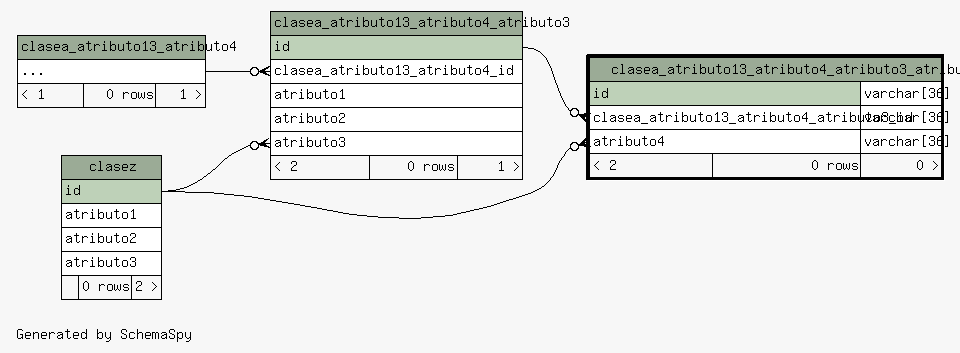 clasea_atributo13_atributo4
...
< 1 0 rows 1 >
clasez
id
atributo1
atributo2
atributo3
0 rows 2 >
clasea_atributo13_atributo4_atributo3
id
clasea_atributo13_atributo4_id
atributo1
atributo2
atributo3
< 2 0 rows 1 >
id varchar[36]
varchar[36]
atributo4 varchar[36]
< 2 0 rows 0 >
Generated by SchemaSpy